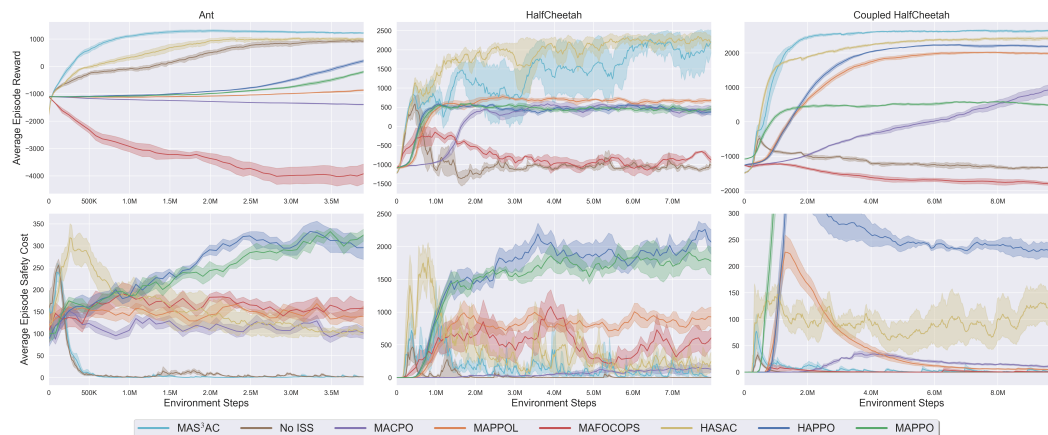 Ant
HalfCheetah
Coupled HalfCheetah
Average Episode Reward
1000
0
−1000
−2000
−3000
−4000
0
500K
1.0M
1.5M
2.0M
2.5M
3.0M
3.5M
2500
2000
1500
1000
500
0
−500
−1000
−1500
0.0M
1.0M
2.0M
3.0M
4.0M
5.0M
6.0M
7.0M
2000
1000
0
−1000
−2000
0.0M
2.0M
4.0M
6.0M
8.0M
Average Episode Safety Cost
350
300
250
200
150
100
50
0
0
500K
1.0M
1.5M
2.0M
2.5M
3.0M
3.5M
Environment Steps
2500
2000
1500
1000
500
0
0.0M
1.0M
2.0M
3.0M
4.0M
5.0M
6.0M
7.0M
Environment Steps
300
250
200
150
100
50
0
0.0M
2.0M
4.0M
6.0M
8.0M
Environment Steps
MAS³AC No ISS MACPO MAPPOL MAFOCOPS HASAC HAPPO MAPPO